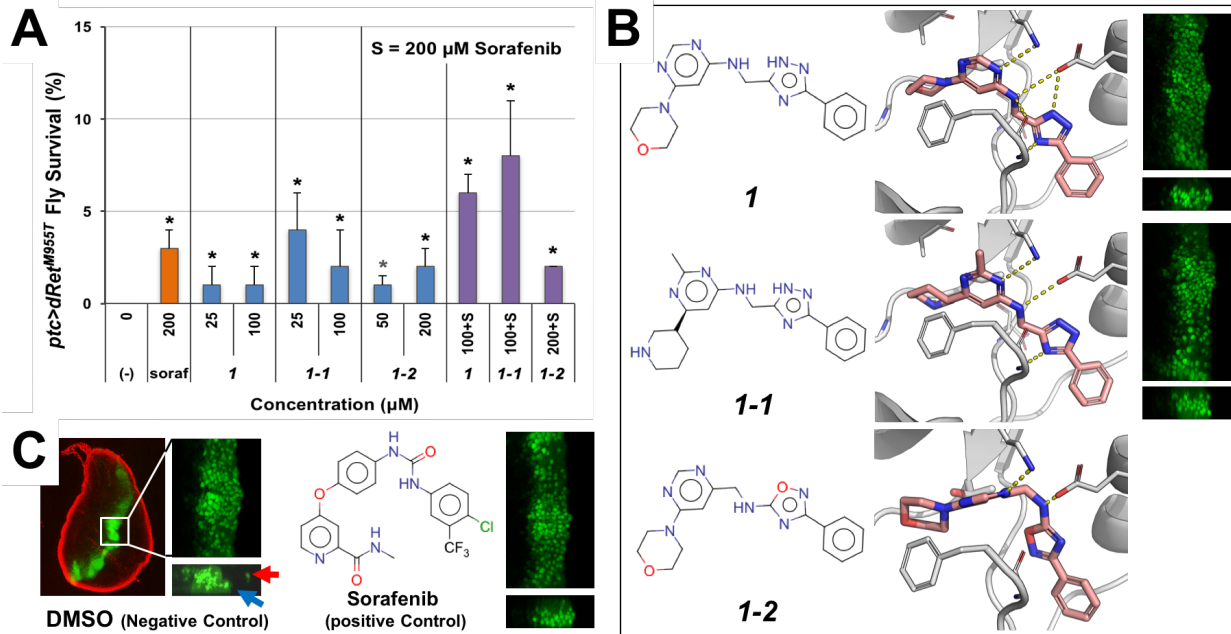 A
ptc>dRetM955T Fly Survival (%)
15
10
5
0
S = 200 µM Sorafenib
* * * * * * * * * *
0 200 25 100 25 100 50 200 100+S 100+S 200+S
(-) soraf 1 1-1 1-2 1 1-1 1-2
Concentration (µM)
B
N
N NH HN-N
N N
O
1
N
N NH HN-N
N
HN
1-1
N
N O-N
N NH N
O
1-2
C
DMSO (Negative Control)
H
N O
O HN
Cl
H
N CF3
N
O
Sorafenib
(positive Control)